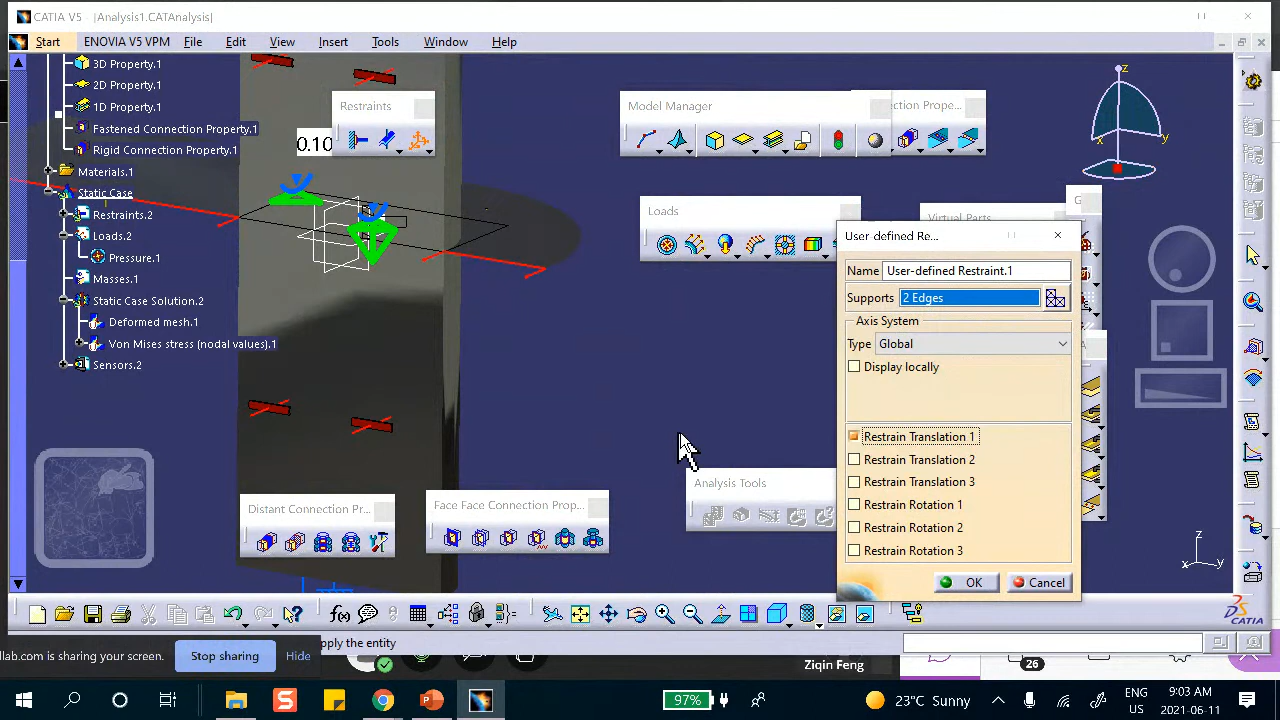 CATIA V5 - [Analysis1.CATAnalysis]
Start ENOVIA V5 VPM File Edit View Insert Tools Window Help
3D Property.1
2D Property.1
1D Property.1
Fastened Connection Property.1
Rigid Connection Property.1
Materials.1
Static Case
Restraints.2
Loads.2
Pressure.1
Masses.1
Static Case Solution.2
Deformed mesh.1
Von Mises stress (nodal values).1
Sensors.2
Restraints
0.10
Model Manager
ction Prope...
Loads
Virtual Parts
G
z
x
y
User-defined Re...
Name User-defined Restraint.1
Supports 2 Edges
Axis System
Type Global
Display locally
Restrain Translation 1
Restrain Translation 2
Restrain Translation 3
Restrain Rotation 1
Restrain Rotation 2
Restrain Rotation 3
OK Cancel
A
Analysis Tools
Distant Connection Pr...
Face Face Connection Prop...
z
x
y
f(x)
CATIA
pply the entity
llab.com is sharing your screen. Stop sharing Hide
Ziqin Feng
26
S
97%
23°C Sunny
ENG
US
9:03 AM
2021-06-11